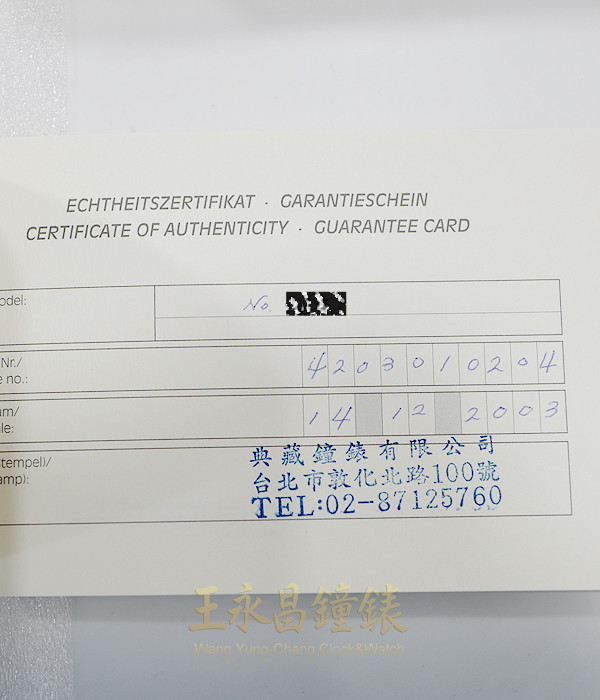 ECHTHEITSZERTIFIKAT · GARANTIESCHEIN
CERTIFICATE OF AUTHENTICITY · GUARANTEE CARD
odel:
No.
Nr./
e no.:
4203010204
um/
le:
14 12 2003
Stempel)/
amp):
典藏鐘錶有限公司
台北市敦化北路100號
TEL:02-87125760
王永昌鐘錶
Wang Yung-Chang Clock&Watch